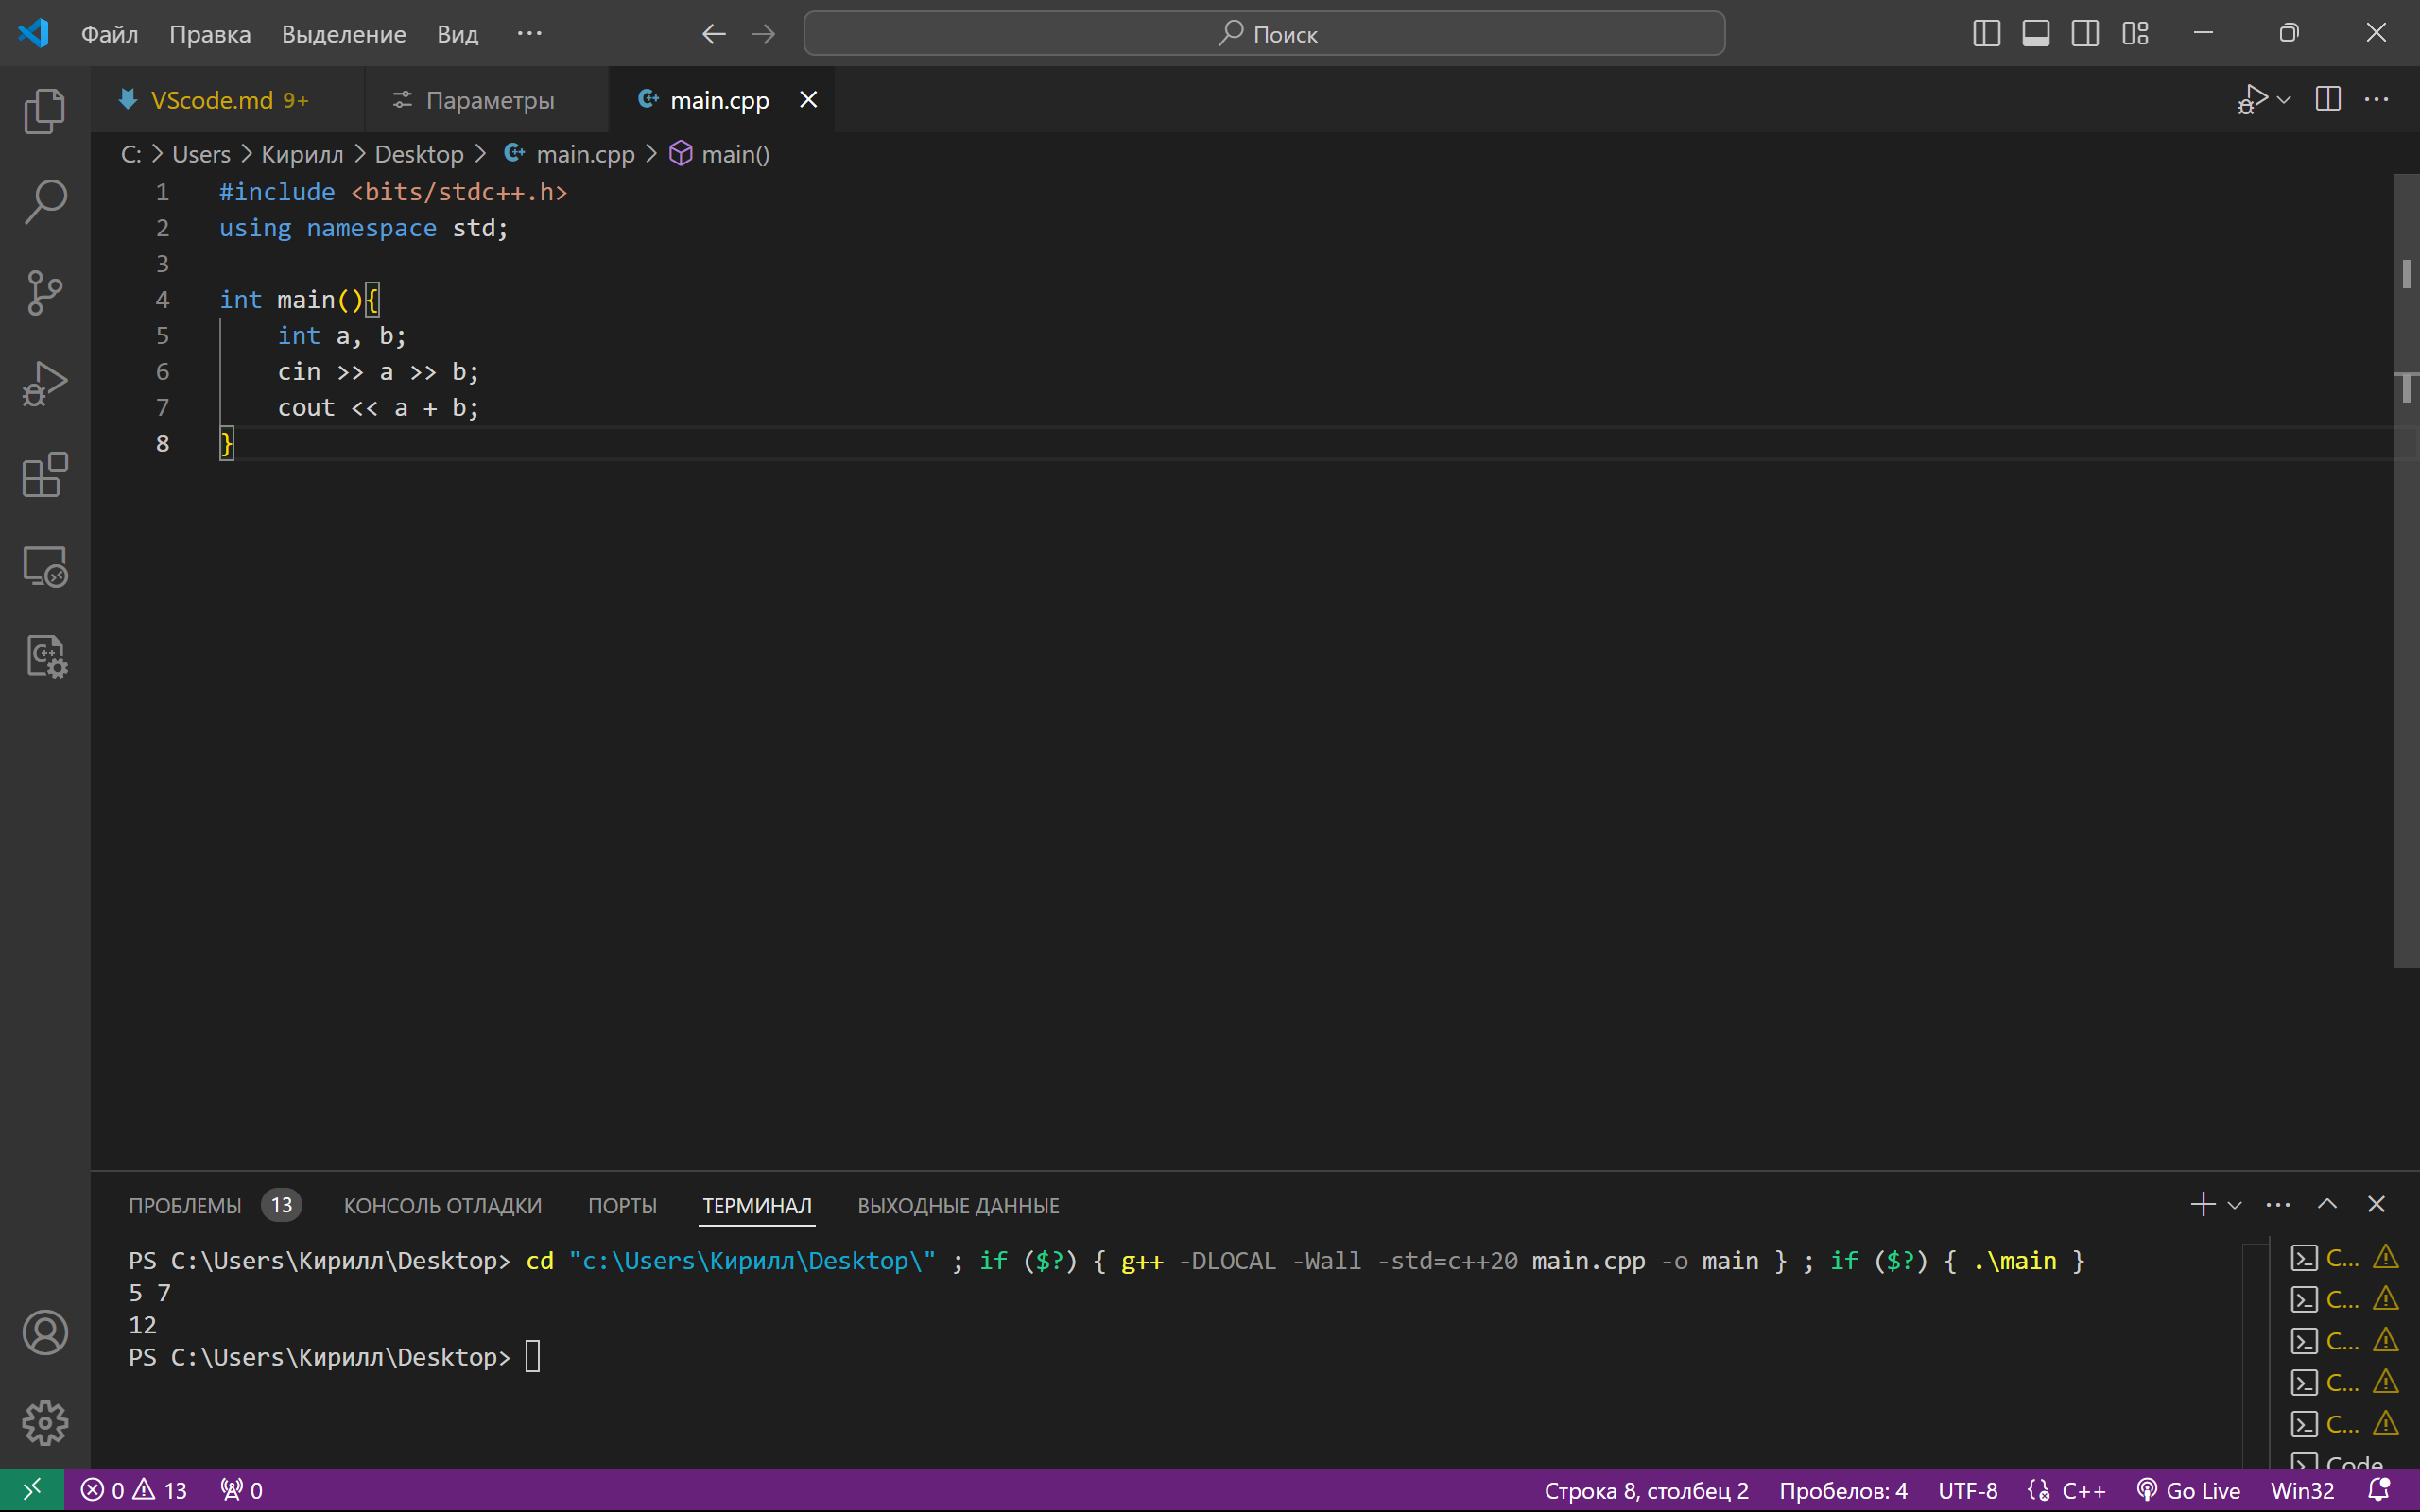 Файл Правка Выделение Вид ··· Поиск
VScode.md 9+ Параметры main.cpp
C: > Users > Кирилл > Desktop > main.cpp > main()
1 #include <bits/stdc++.h>
2 using namespace std;
3
4 int main(){
5 int a, b;
6 cin >> a >> b;
7 cout << a + b;
8 }
ПРОБЛЕМЫ 13 КОНСОЛЬ ОТЛАДКИ ПОРТЫ ТЕРМИНАЛ ВЫХОДНЫЕ ДАННЫЕ
PS C:\Users\Кирилл\Desktop> cd "c:\Users\Кирилл\Desktop\" ; if ($?) { g++ -DLOCAL -Wall -std=c++20 main.cpp -o main } ; if ($?) { .\main }
5 7
12
PS C:\Users\Кирилл\Desktop>
C...
C...
C...
C...
C...
Code
0 13 0 Строка 8, столбец 2 Пробелов: 4 UTF-8 C++ Go Live Win32